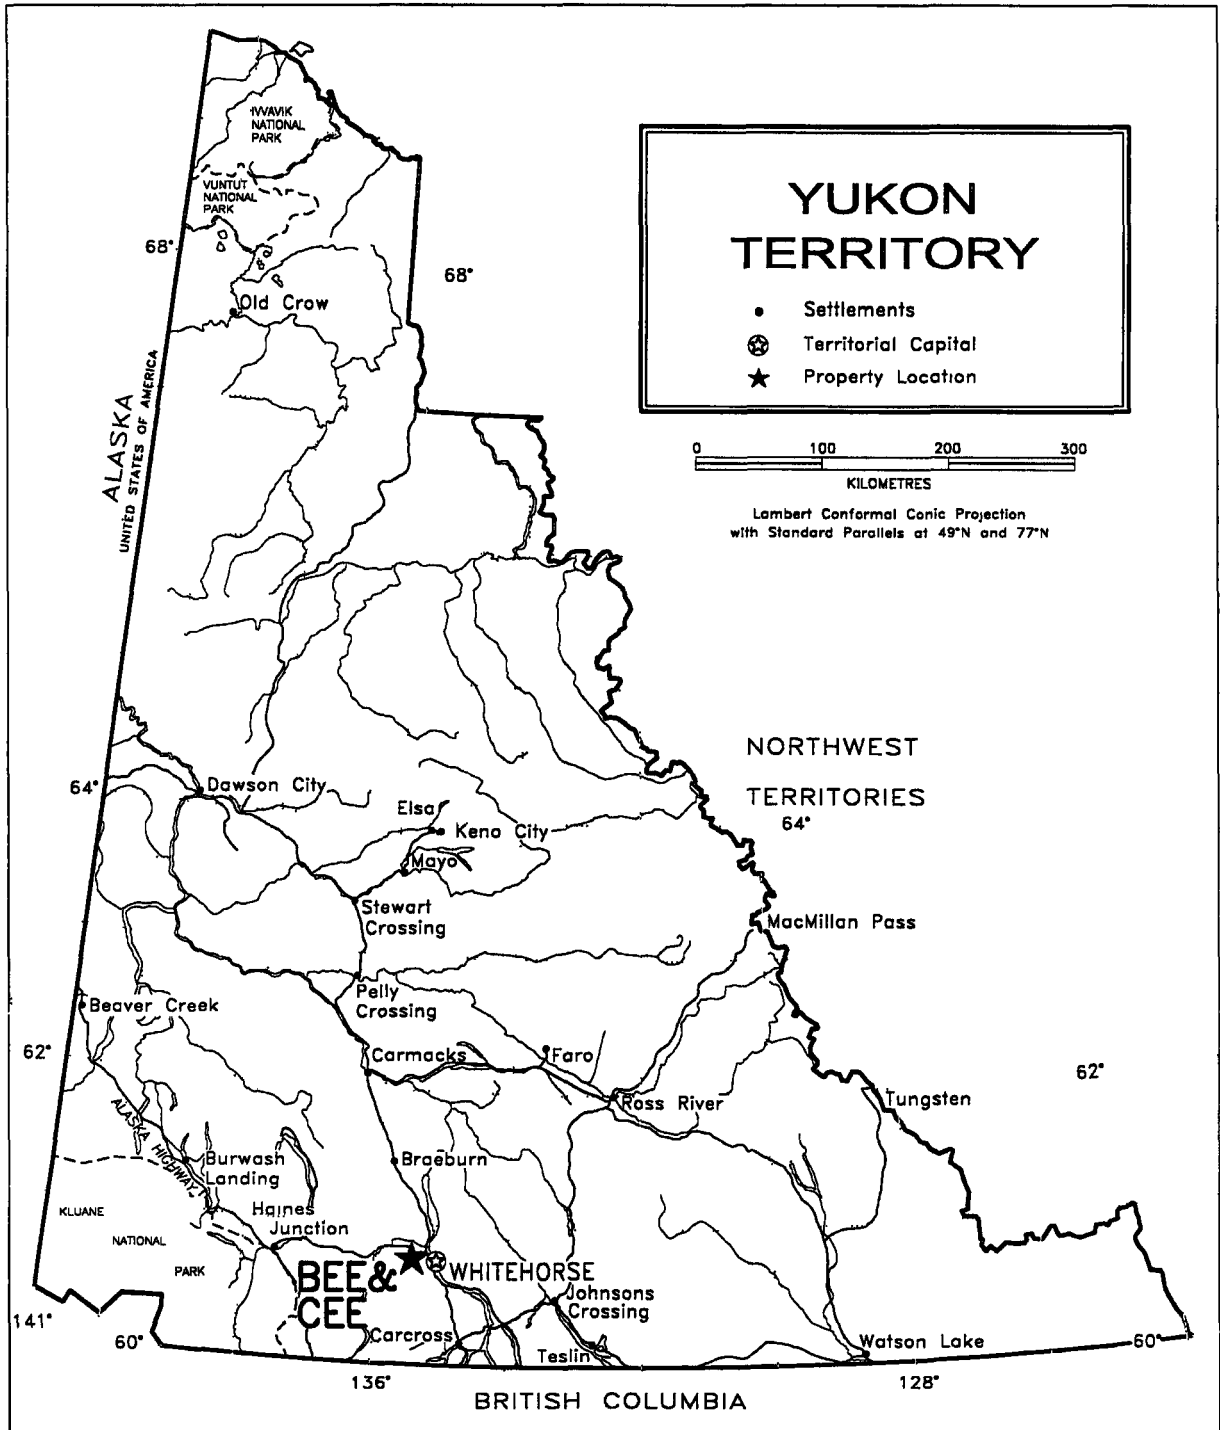 IVVAVIK
NATIONAL
PARK
VUNTUT
NATIONAL
PARK
68°
68°
Old Crow
ALASKA
UNITED STATES OF AMERICA
YUKON
TERRITORY
Settlements
Territorial Capital
Property Location
0 100 200 300
KILOMETRES
Lambert Conformal Conic Projection
with Standard Parallels at 49°N and 77°N
NORTHWEST
TERRITORIES
64°
64°
Dawson City
Elsa
Keno City
Mayo
Stewart
Crossing
MacMillan Pass
Pelly
Crossing
Beaver Creek
62°
Carmacks
Faro
62°
Ross River
Tungsten
ALASKA HIGHWAY
Burwash
Landing
Braeburn
KLUANE
NATIONAL
PARK
Haines
Junction
BEE&
CEE
WHITEHORSE
Johnsons
Crossing
141°
60°
Carcross
Teslin
Watson Lake
60°
136°
128°
BRITISH COLUMBIA